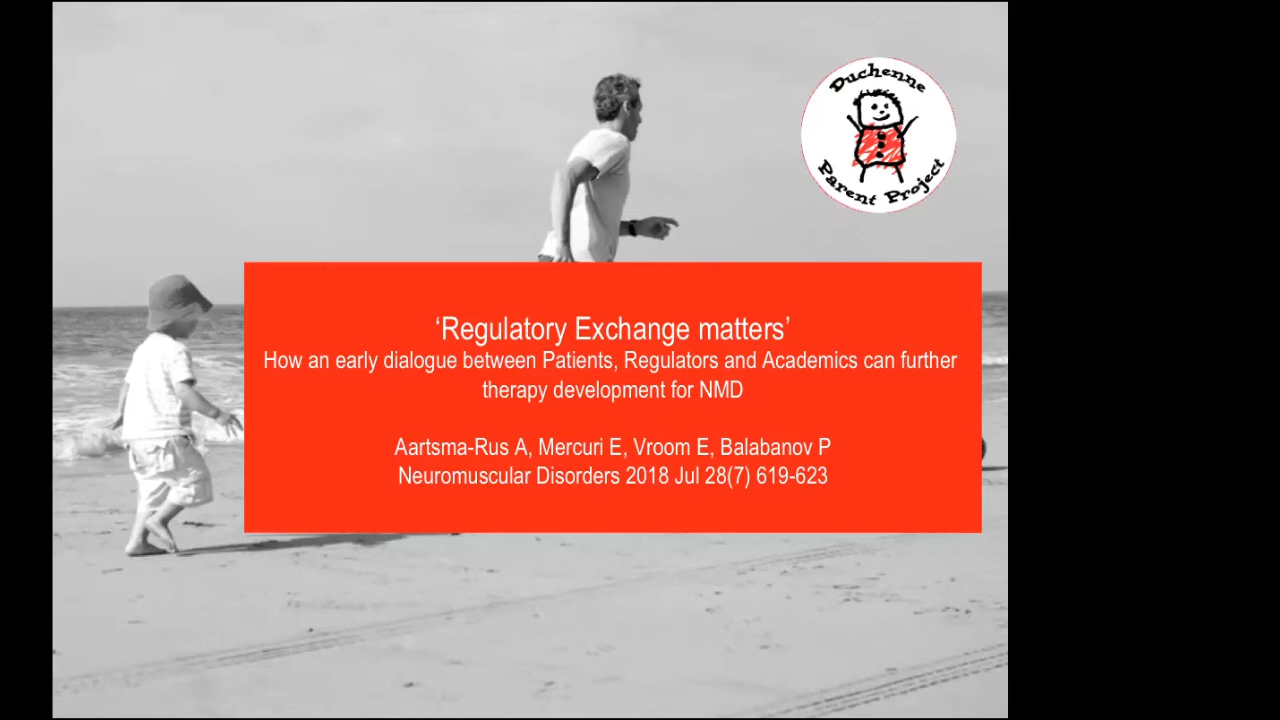 Duchenne
Parent Project
‘Regulatory Exchange matters’
How an early dialogue between Patients, Regulators and Academics can further
therapy development for NMD
Aartsma-Rus A, Mercuri E, Vroom E, Balabanov P
Neuromuscular Disorders 2018 Jul 28(7) 619-623